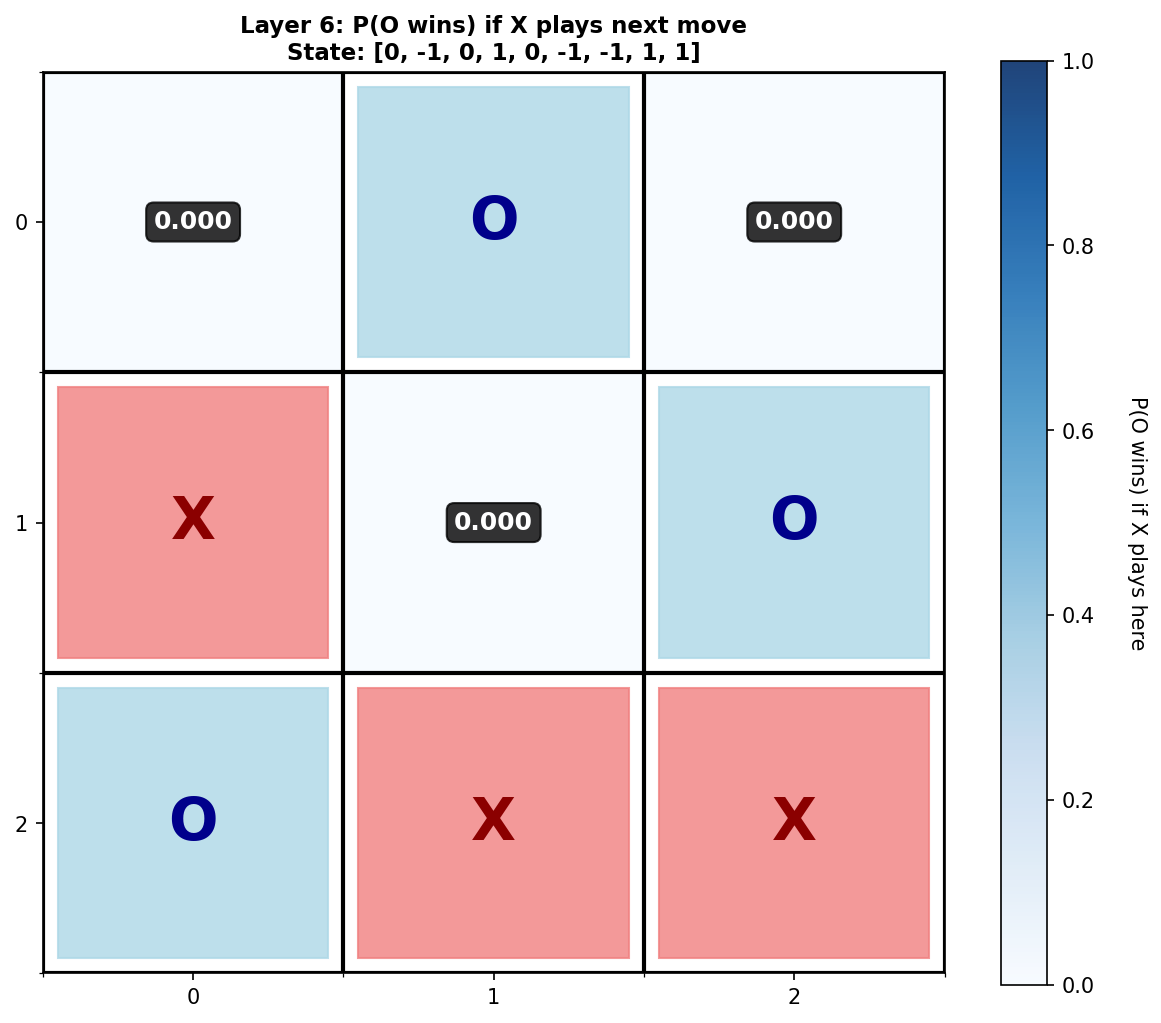 Layer 6: P(O wins) if X plays next move
State: [0, -1, 0, 1, 0, -1, -1, 1, 1]
0.000
O
0.000
X
0.000
O
O
X
X
0
1
2
0
1
2
1.0
0.8
0.6
0.4
0.2
0.0
P(O wins) if X plays here